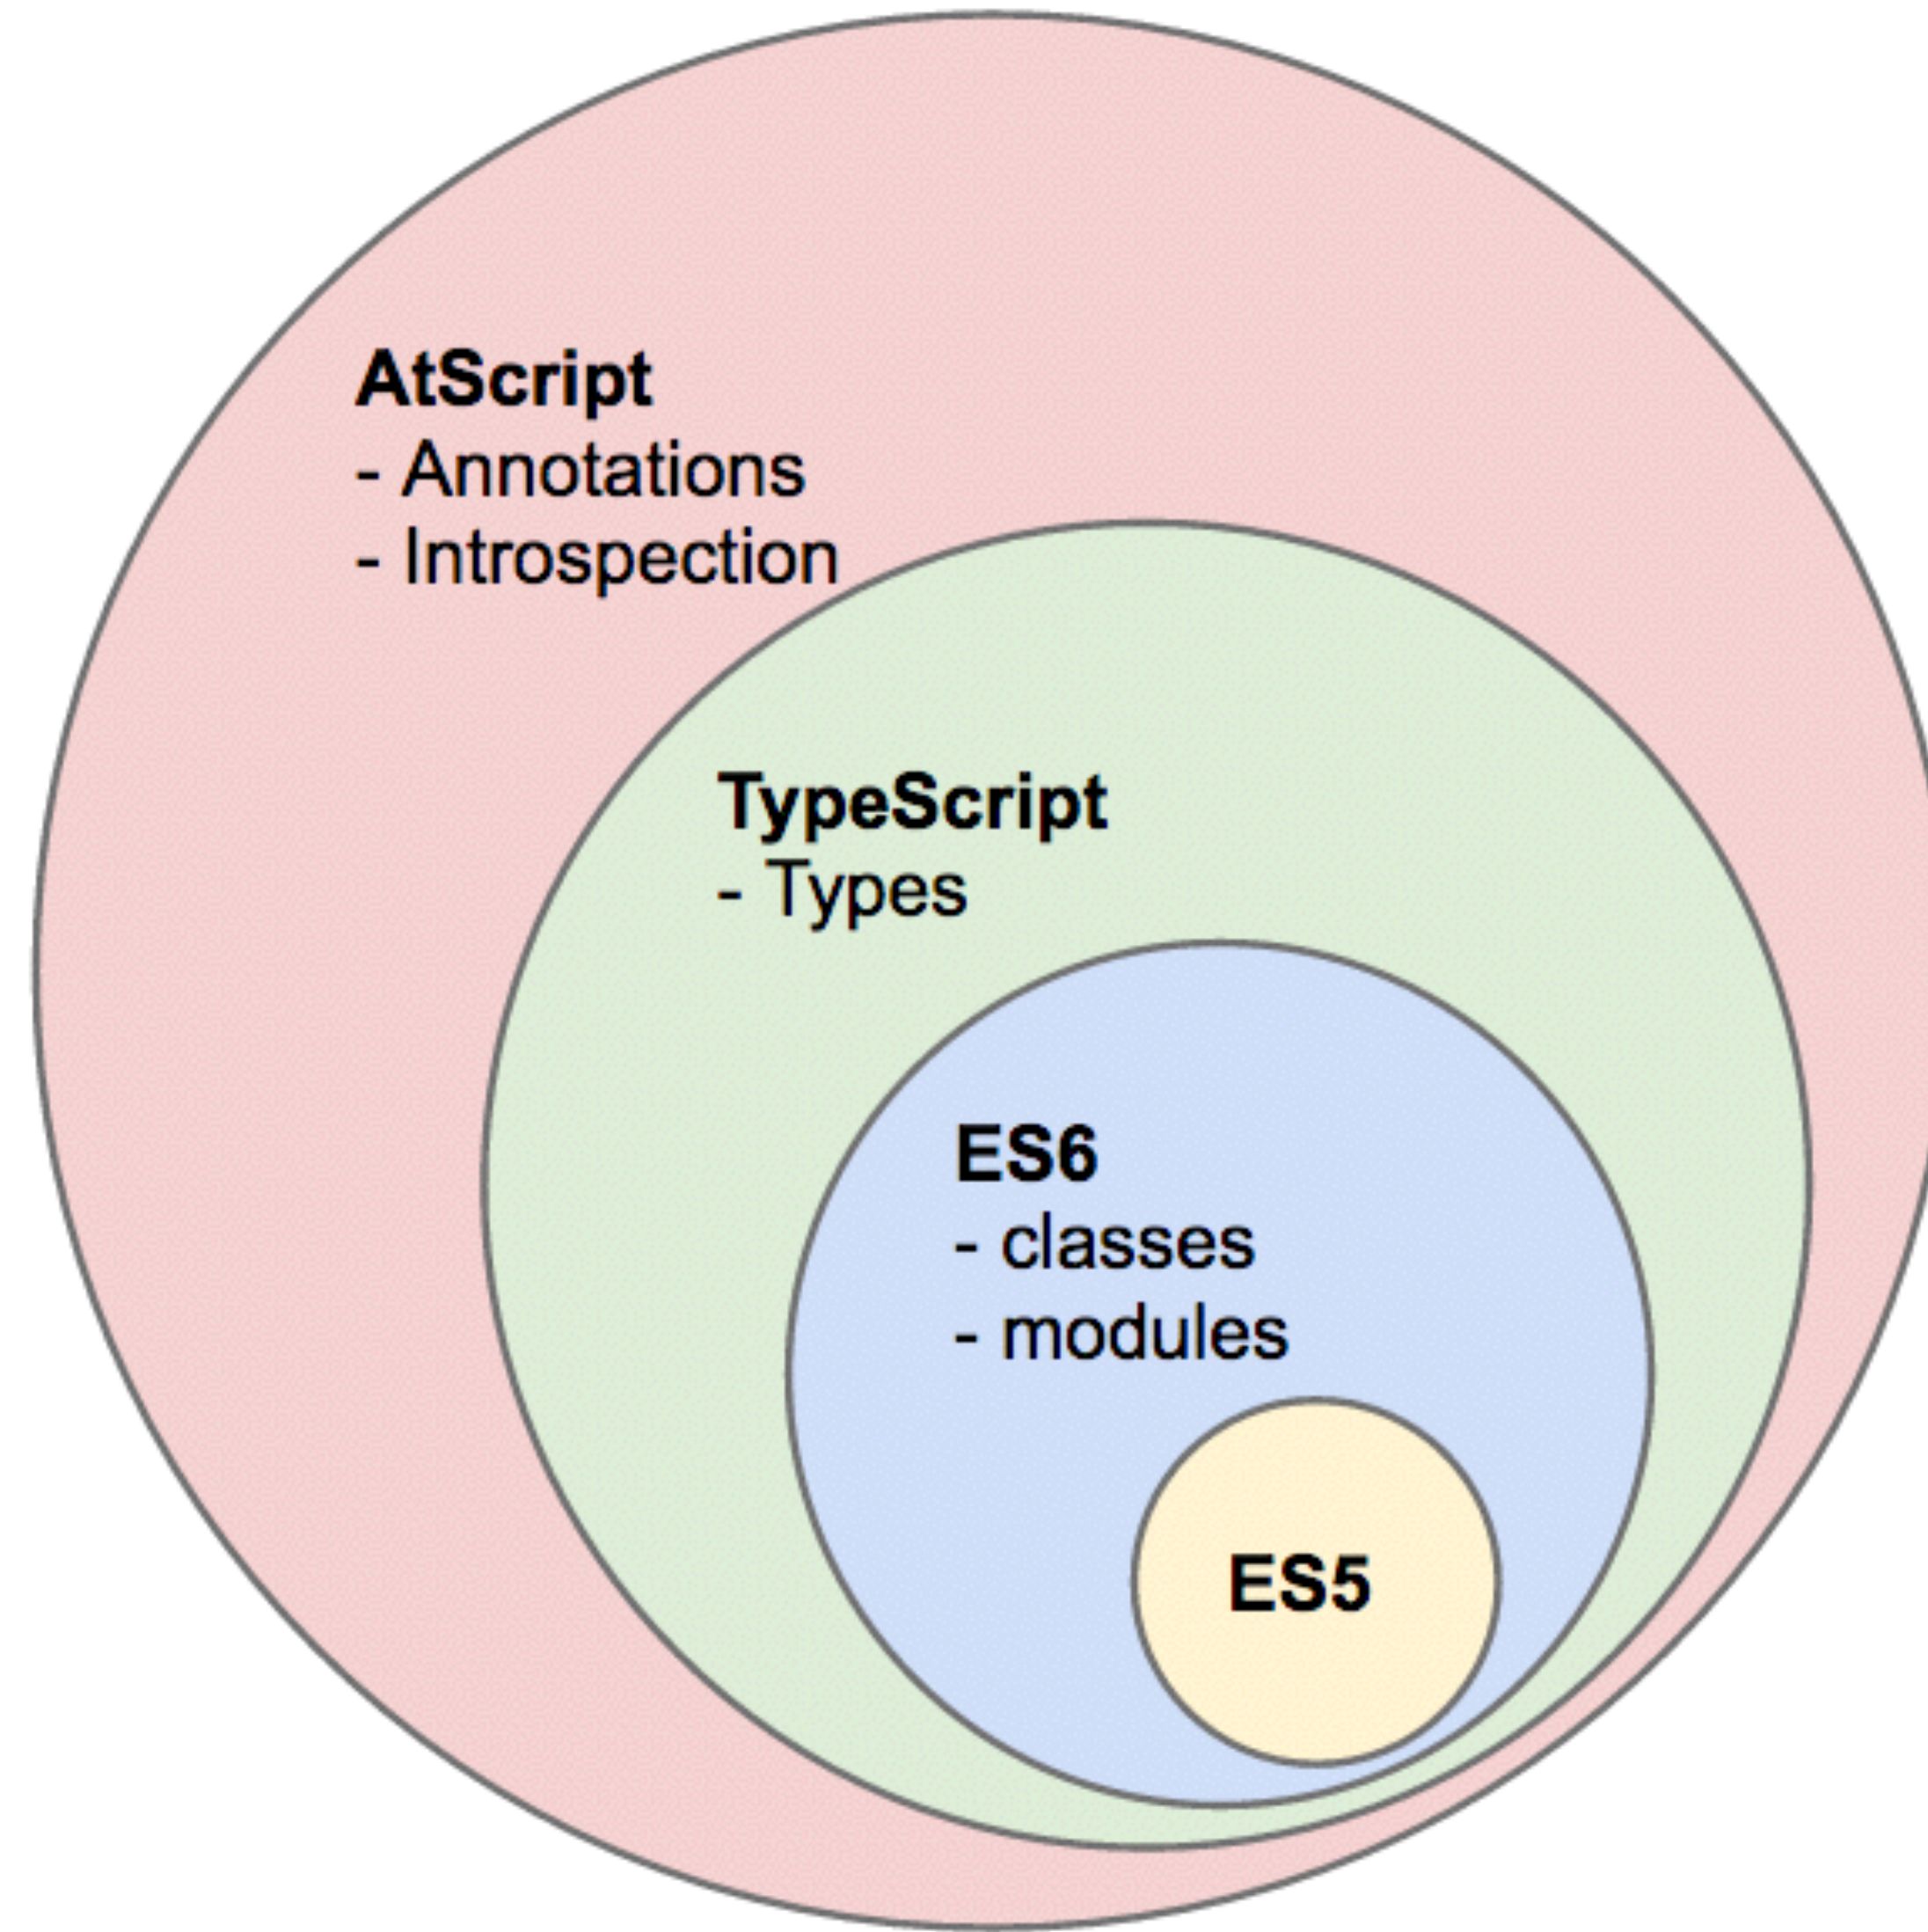 AtScript
- Annotations
- Introspection
TypeScript
- Types
ES6
- classes
- modules
ES5